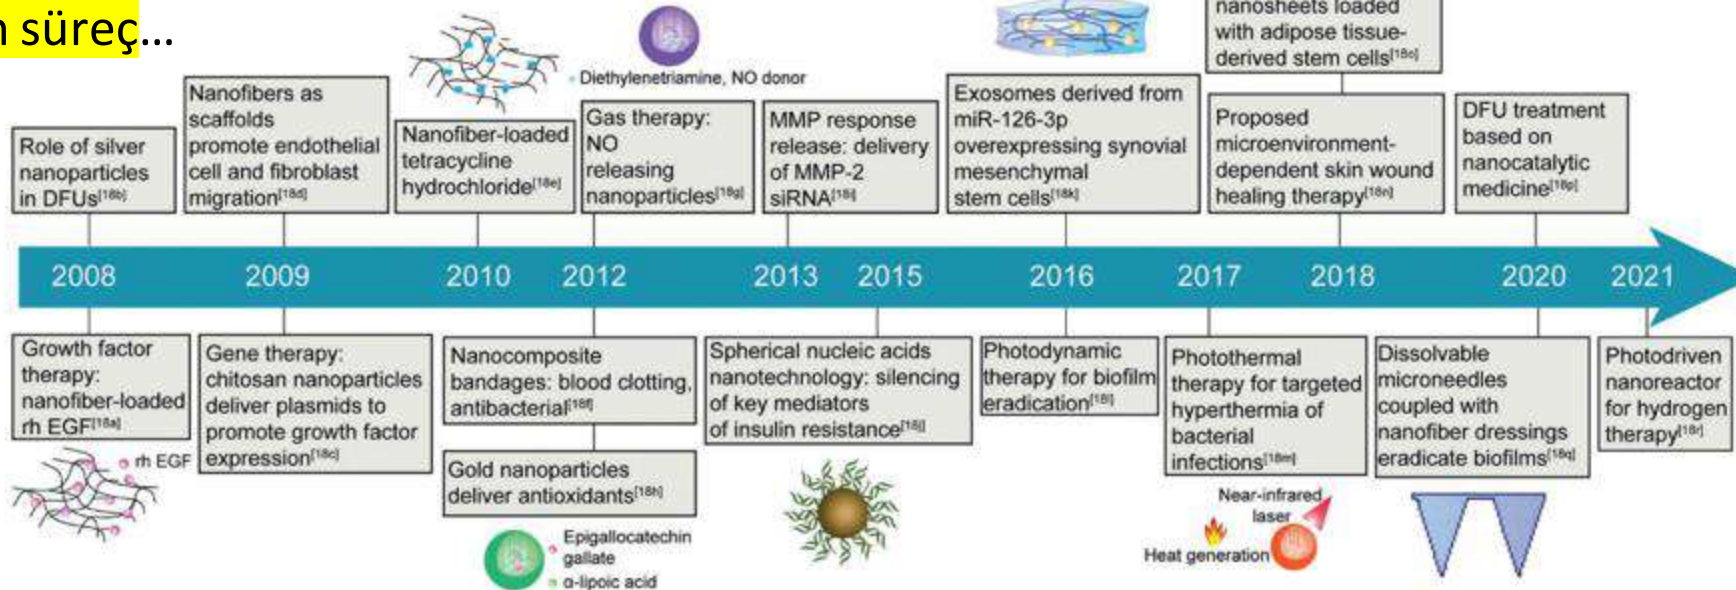 süreç...
Diethylenetriamine, NO donor
nanosheets loaded
with adipose tissue-
derived stem cells[18o]
Role of silver
nanoparticles
in DFUs[18b]
Nanofibers as
scaffolds
promote endothelial
cell and fibroblast
migration[18d]
Nanofiber-loaded
tetracycline
hydrochloride[18e]
Gas therapy:
NO
releasing
nanoparticles[18g]
MMP response
release: delivery
of MMP-2
siRNA[18i]
Exosomes derived from
miR-126-3p
overexpressing synovial
mesenchymal
stem cells[18k]
Proposed
microenvironment-
dependent skin wound
healing therapy[18n]
DFU treatment
based on
nanocatalytic
medicine[18p]
2008 2009 2010 2012 2013 2015 2016 2017 2018 2020 2021
Growth factor
therapy:
nanofiber-loaded
rh EGF[18a]
rh EGF
Gene therapy:
chitosan nanoparticles
deliver plasmids to
promote growth factor
expression[18c]
Nanocomposite
bandages: blood clotting,
antibacterial[18f]
Gold nanoparticles
deliver antioxidants[18h]
Epigallocatechin
gallate
α-lipoic acid
Spherical nucleic acids
nanotechnology: silencing
of key mediators
of insulin resistance[18j]
Photodynamic
therapy for biofilm
eradication[18l]
Photothermal
therapy for targeted
hyperthermia of
bacterial
infections[18m]
Near-infrared
laser
Heat generation
Dissolvable
microneedles
coupled with
nanofiber dressings
eradicate biofilms[18q]
Photodriven
nanoreactor
for hydrogen
therapy[18r]